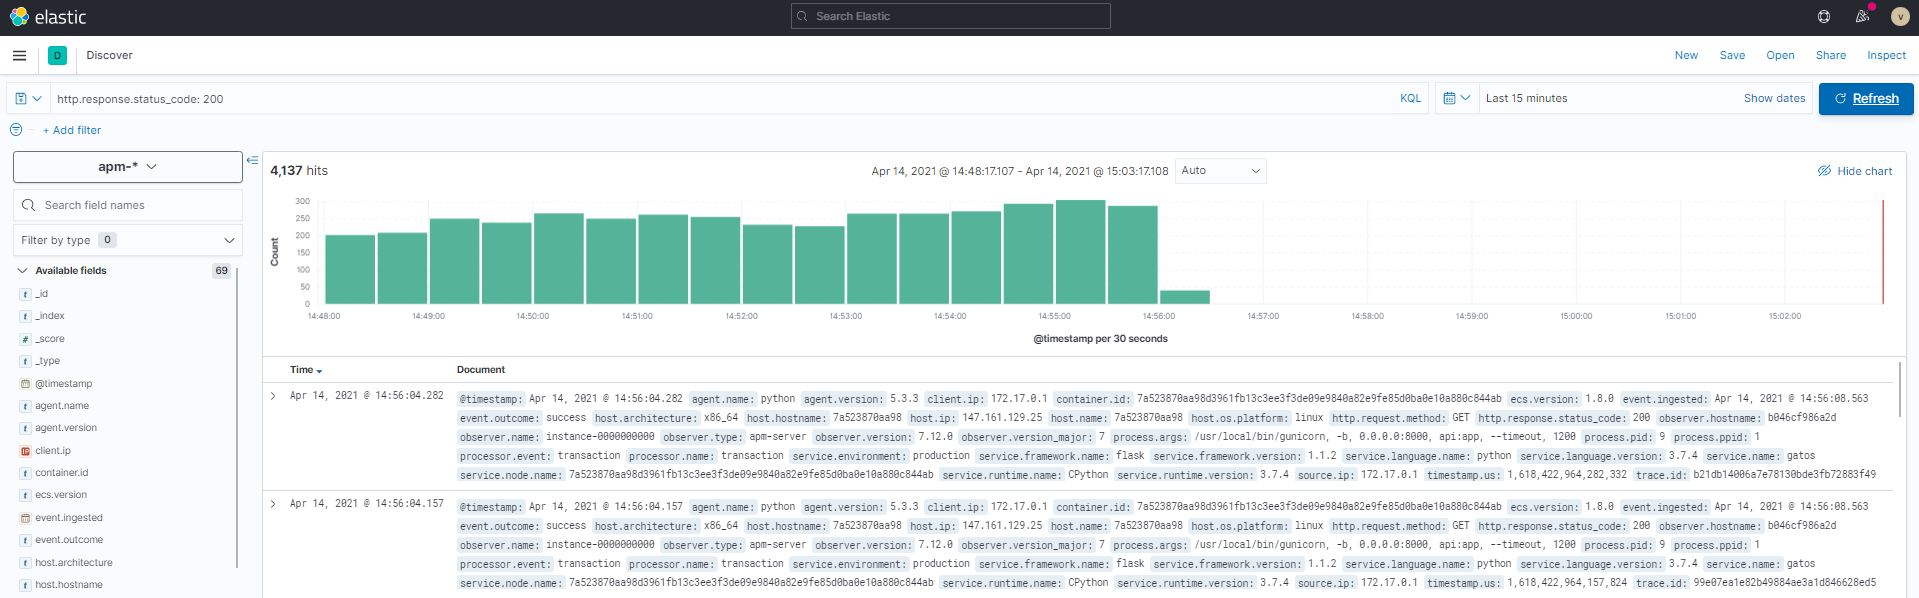 elastic
Search Elastic
v
D
Discover
New Save Open Share Inspect
http.response.status_code: 200
KQL
Last 15 minutes
Show dates
Refresh
+ Add filter
apm-*
Search field names
Filter by type 0
Available fields 69
t _id
t _index
# _score
t _type
@timestamp
t agent.name
t agent.version
IP client.ip
t container.id
t ecs.version
event.ingested
t event.outcome
t host.architecture
t host.hostname
4,137 hits
Apr 14, 2021 @ 14:48:17.107 - Apr 14, 2021 @ 15:03:17.108
Auto
Hide chart
Count
300
250
200
150
100
50
0
14:48:00 14:49:00 14:50:00 14:51:00 14:52:00 14:53:00 14:54:00 14:55:00 14:56:00 14:57:00 14:58:00 14:59:00 15:00:00 15:01:00 15:02:00
@timestamp per 30 seconds
Time Document
Apr 14, 2021 @ 14:56:04.282
@timestamp: Apr 14, 2021 @ 14:56:04.282 agent.name: python agent.version: 5.3.3 client.ip: 172.17.0.1 container.id: 7a523870aa98d3961fb13c3ee3f3de09e9840a82e9fe85d0ba0e10a880c844ab ecs.version: 1.8.0 event.ingested: Apr 14, 2021 @ 14:56:08.563
event.outcome: success host.architecture: x86_64 host.hostname: 7a523870aa98 host.ip: 147.161.129.25 host.name: 7a523870aa98 host.os.platform: linux http.request.method: GET http.response.status_code: 200 observer.hostname: b046cf986a2d
observer.name: instance-0000000000 observer.type: apm-server observer.version: 7.12.0 observer.version_major: 7 process.args: /usr/local/bin/gunicorn, -b, 0.0.0.0:8000, api:app, --timeout, 1200 process.pid: 9 process.ppid: 1
processor.event: transaction processor.name: transaction service.environment: production service.framework.name: flask service.framework.version: 1.1.2 service.language.name: python service.language.version: 3.7.4 service.name: gatos
service.node.name: 7a523870aa98d3961fb13c3ee3f3de09e9840a82e9fe85d0ba0e10a880c844ab service.runtime.name: CPython service.runtime.version: 3.7.4 source.ip: 172.17.0.1 timestamp.us: 1,618,422,964,282,332 trace.id: b21db14006a7e78130bde3fb72883f49
Apr 14, 2021 @ 14:56:04.157
@timestamp: Apr 14, 2021 @ 14:56:04.157 agent.name: python agent.version: 5.3.3 client.ip: 172.17.0.1 container.id: 7a523870aa98d3961fb13c3ee3f3de09e9840a82e9fe85d0ba0e10a880c844ab ecs.version: 1.8.0 event.ingested: Apr 14, 2021 @ 14:56:08.563
event.outcome: success host.architecture: x86_64 host.hostname: 7a523870aa98 host.ip: 147.161.129.25 host.name: 7a523870aa98 host.os.platform: linux http.request.method: GET http.response.status_code: 200 observer.hostname: b046cf986a2d
observer.name: instance-0000000000 observer.type: apm-server observer.version: 7.12.0 observer.version_major: 7 process.args: /usr/local/bin/gunicorn, -b, 0.0.0.0:8000, api:app, --timeout, 1200 process.pid: 9 process.ppid: 1
processor.event: transaction processor.name: transaction service.environment: production service.framework.name: flask service.framework.version: 1.1.2 service.language.name: python service.language.version: 3.7.4 service.name: gatos
service.node.name: 7a523870aa98d3961fb13c3ee3f3de09e9840a82e9fe85d0ba0e10a880c844ab service.runtime.name: CPython service.runtime.version: 3.7.4 source.ip: 172.17.0.1 timestamp.us: 1,618,422,964,157,824 trace.id: 99e07ea1e82b49884ae3a1d846628ed5